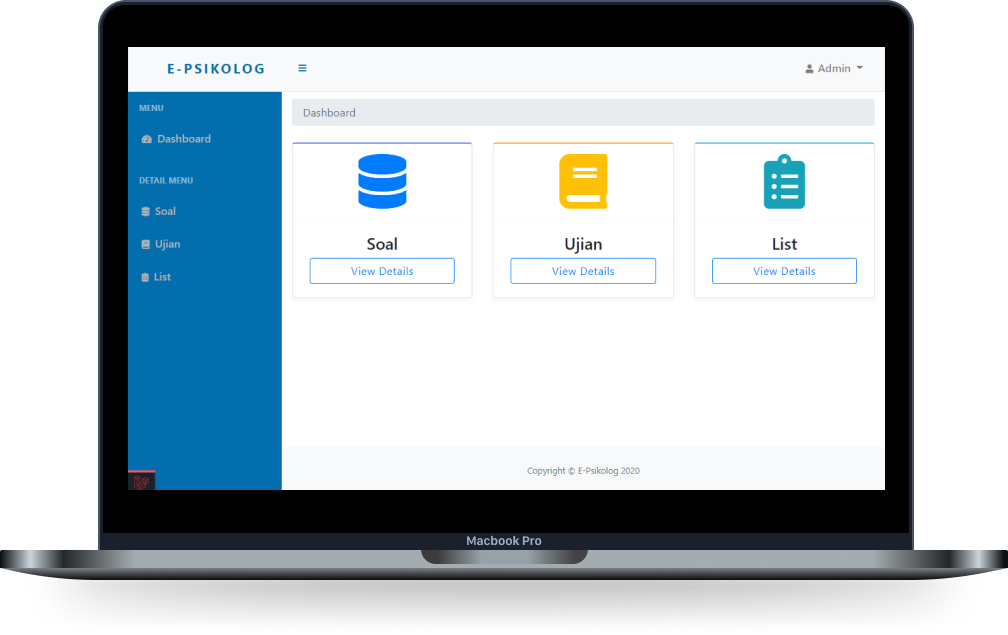 E-PSIKOLOG
Admin
MENU
Dashboard
DETAIL MENU
Soal
Ujian
List
Dashboard
Soal
View Details
Ujian
View Details
List
View Details
Copyright © E-Psikolog 2020
Macbook Pro